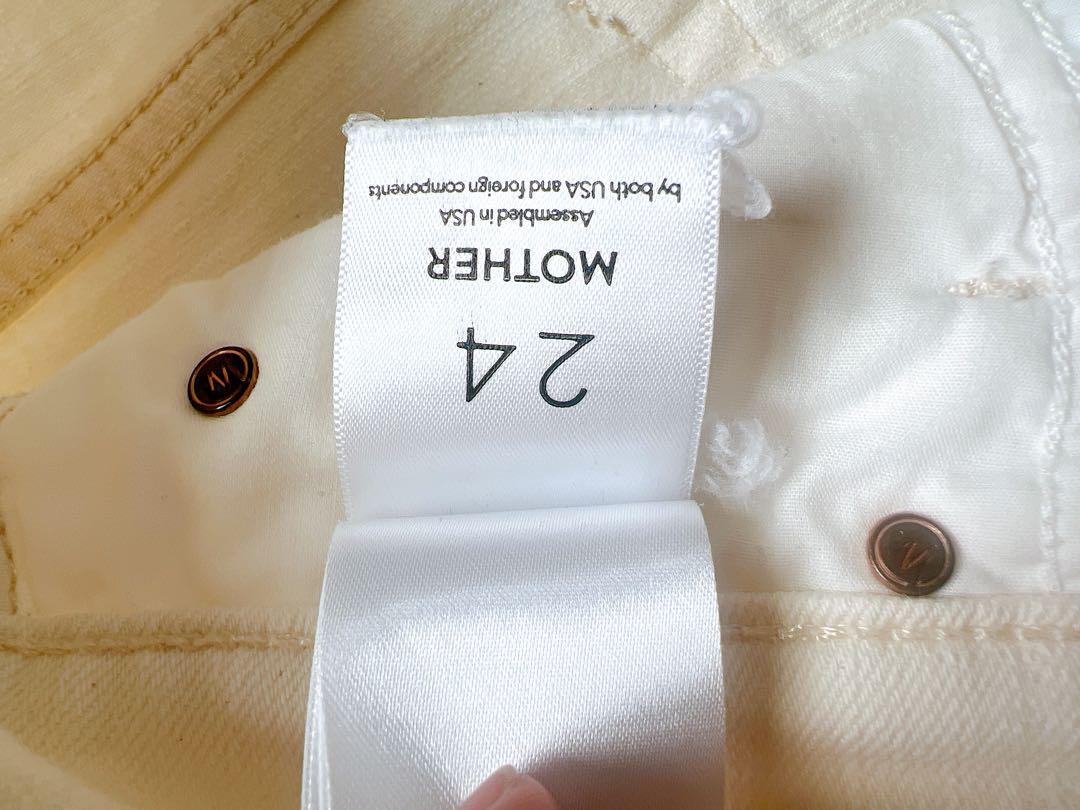 24
MOTHER
Assembled in USA
by both USA and foreign components
M
M